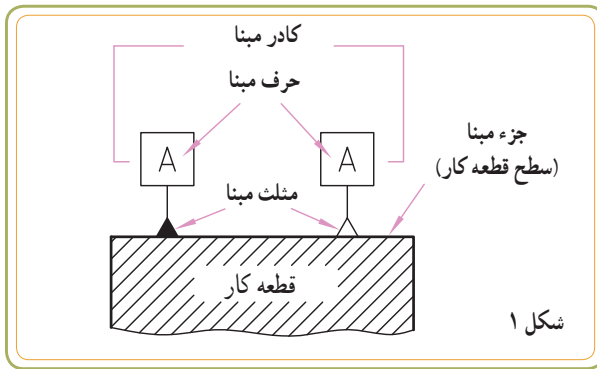 کادر مبنا
حرف مبنا
جزء مبنا
(سطح قطعه کار)
A
A
مثلث مبنا
قطعه کار
شکل ۱